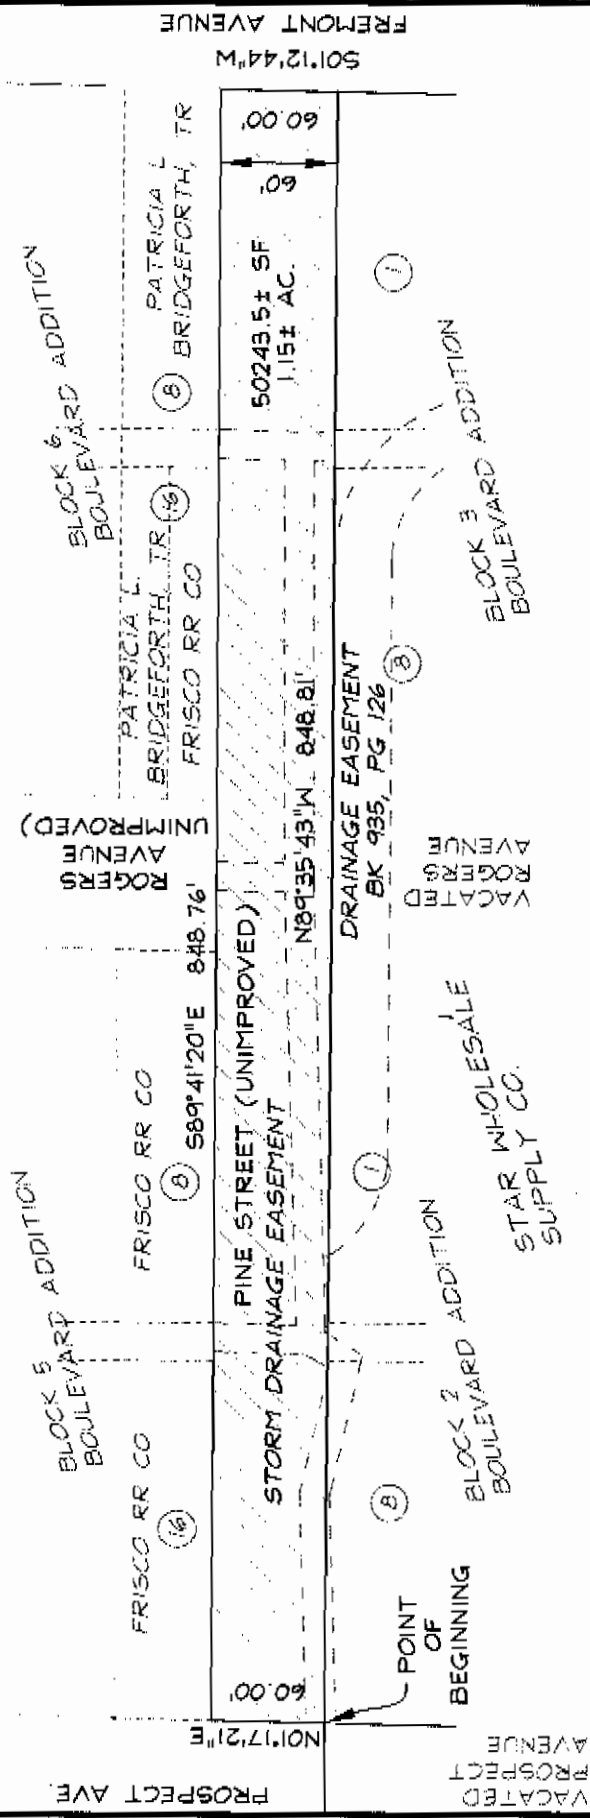 FREMONT AVENUE
S01°12'44"W
60.00'
60'
50243.5± SF
1.15± AC.
PATRICIA L
BRIDGEFORTH, TR
8
BLOCK 6
BOULEVARD ADDITION
1
BLOCK 3
BOULEVARD ADDITION
PATRICIA L.
BRIDGEFORTH, TR
16
FRISCO RR CO
8
N89°35'43"W 848.81'
DRAINAGE EASEMENT
BK 935, PG 126
ROGERS
AVENUE
UNIMPROVED)
VACATED
ROGERS
AVENUE
S89°41'20"E 848.76'
PINE STREET (UNIMPROVED)
STORM DRAINAGE EASEMENT
FRISCO RR CO
8
1
STAR WHOLESALE
SUPPLY CO.
BLOCK 5
BOULEVARD ADDITION
BLOCK 2
BOULEVARD ADDITION
FRISCO RR CO
16
8
POINT
OF
BEGINNING
60.00'
N01°17'21"E
PROSPECT AVE.
VACATED
PROSPECT
AVENUE